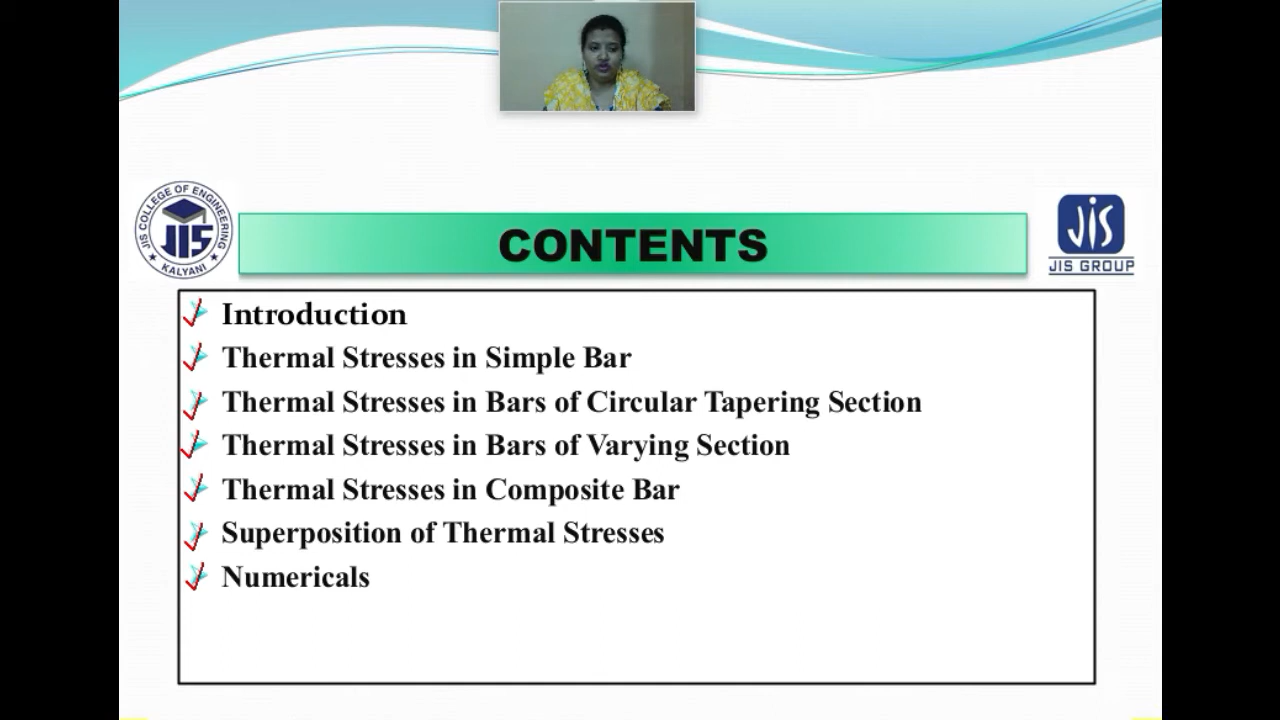 JIS COLLEGE OF ENGINEERING
JIS
KALYANI
CONTENTS
JIS
JIS GROUP
Introduction
Thermal Stresses in Simple Bar
Thermal Stresses in Bars of Circular Tapering Section
Thermal Stresses in Bars of Varying Section
Thermal Stresses in Composite Bar
Superposition of Thermal Stresses
Numericals